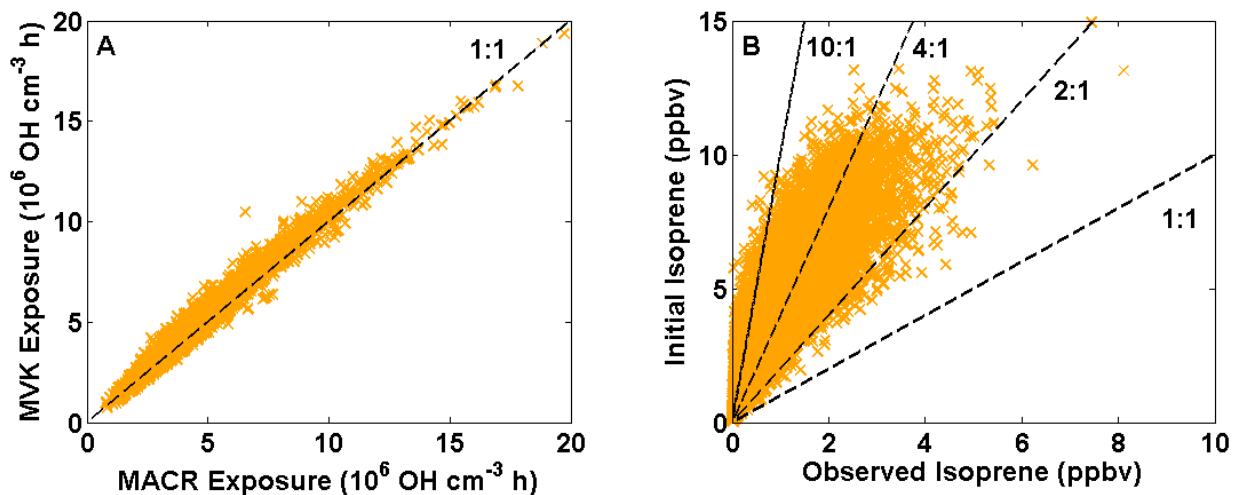 A
1:1
20
15
10
5
0
MVK Exposure (10⁶ OH cm⁻³ h)
0 5 10 15 20
MACR Exposure (10⁶ OH cm⁻³ h)
B
10:1
4:1
2:1
1:1
15
10
5
0
Initial Isoprene (ppbv)
0 2 4 6 8 10
Observed Isoprene (ppbv)